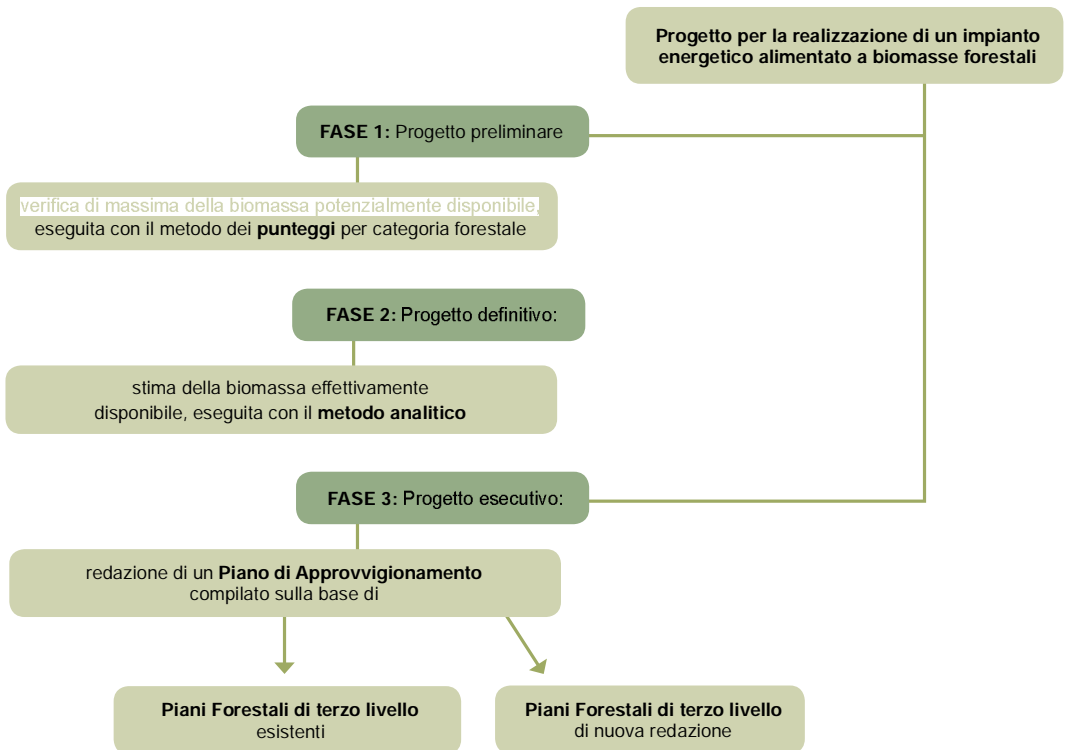 Progetto per la realizzazione di un impianto
energetico alimentato a biomasse forestali
FASE 1: Progetto preliminare
verifica di massima della biomassa potenzialmente disponibile,
eseguita con il metodo dei punteggi per categoria forestale
FASE 2: Progetto definitivo:
stima della biomassa effettivamente
disponibile, eseguita con il metodo analitico
FASE 3: Progetto esecutivo:
redazione di un Piano di Approvvigionamento
compilato sulla base di
Piani Forestali di terzo livello
esistenti
Piani Forestali di terzo livello
di nuova redazione